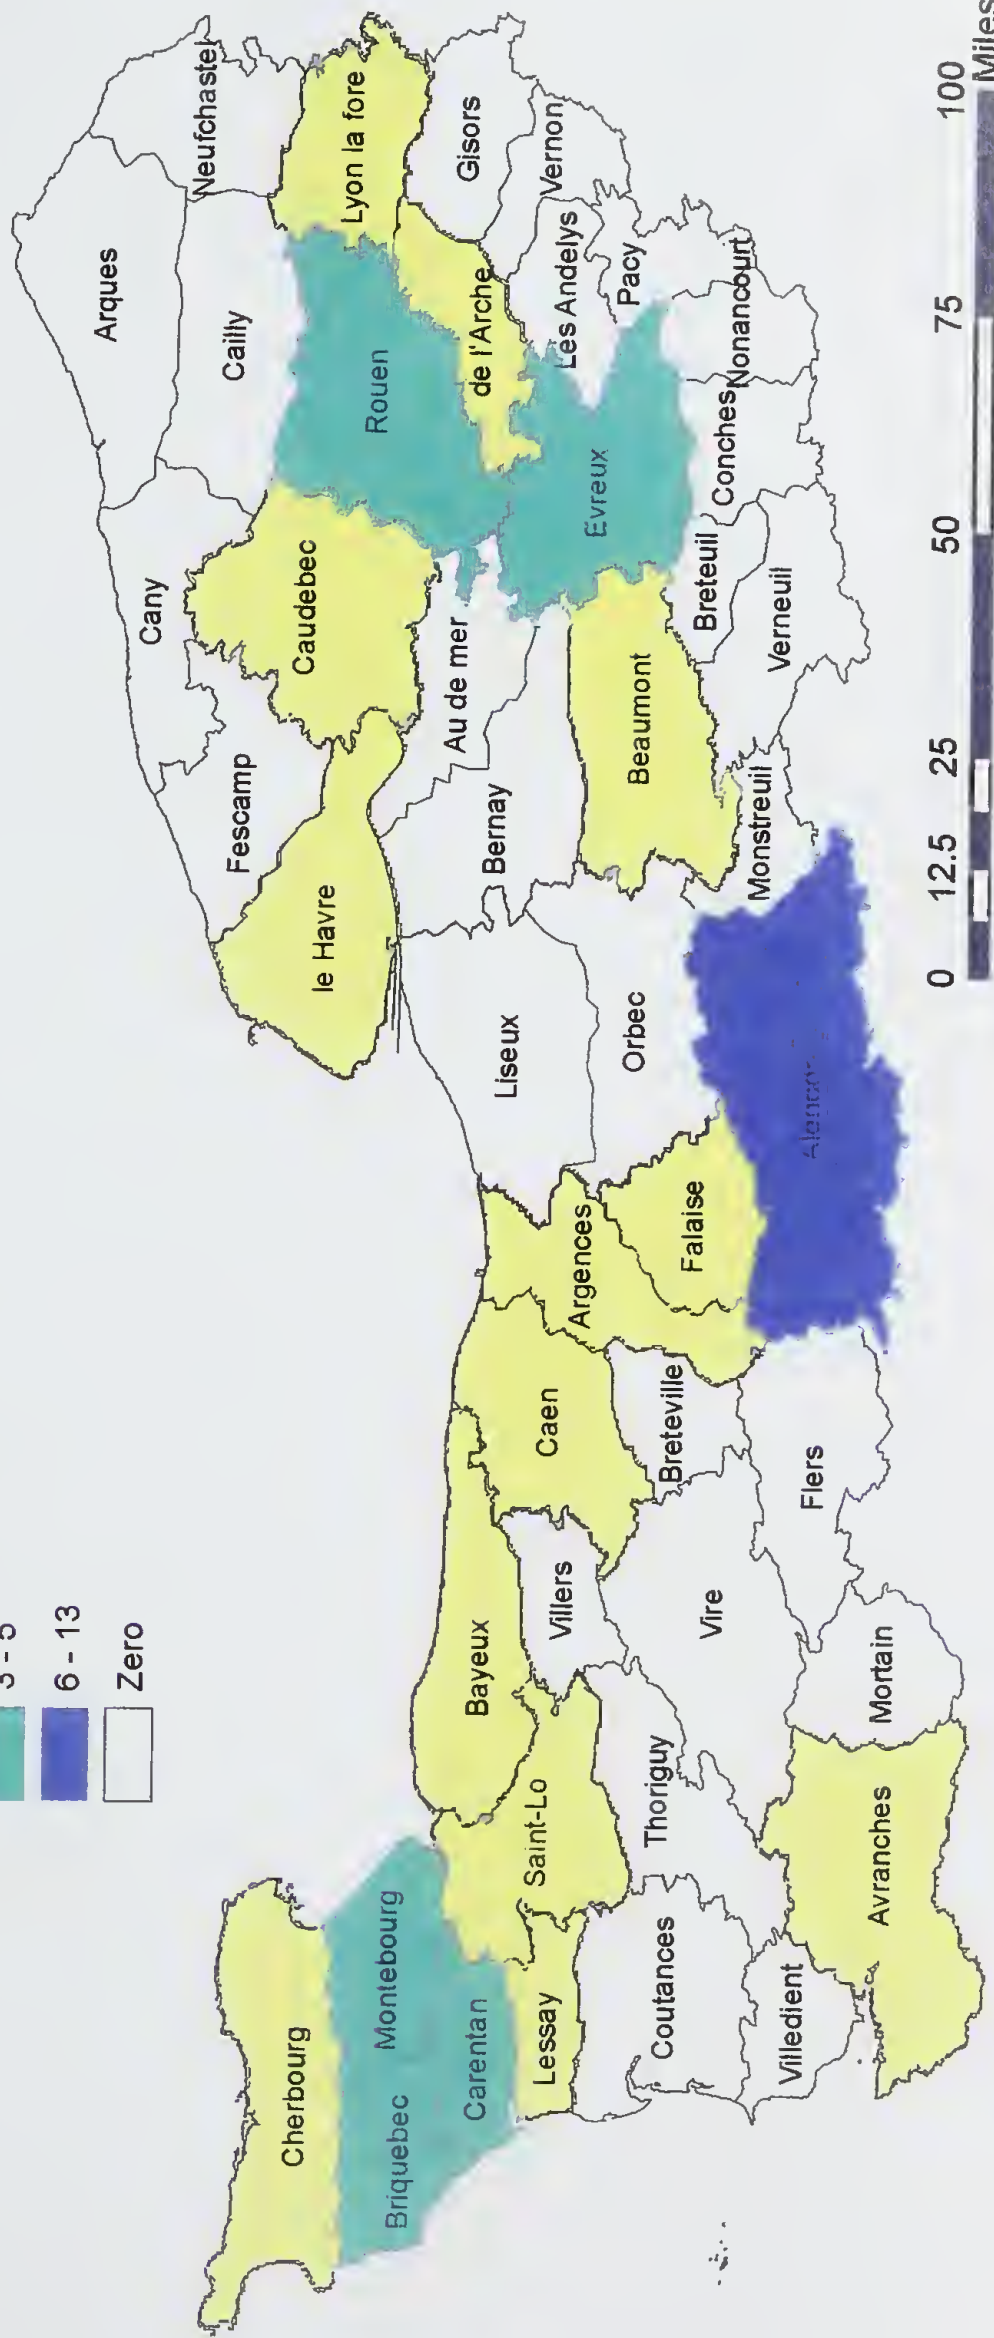 3 - 5
6 - 13
Zero
Cherbourg
Briquebec
Montebourg
Carentan
Lessay
Saint-Lo
Bayeux
Coutances
Thoriguy
Villers
Caen
Villedient
Vire
Breteville
Argences
Falaise
Avranches
Mortain
Flers
Alencon
Liseux
Orbec
le Havre
Fescamp
Cany
Caudebec
Bernay
Au de mer
Beaumont
Monstreuil
Verneuil
Breteuil
Conches
Nonancourt
Evreux
Rouen
Cailly
Arques
Neufchastel
Lyon la fore
de l'Arche
Gisors
Vernon
Les Andelys
Pacy
0 12.5 25 50 75 100
Miles